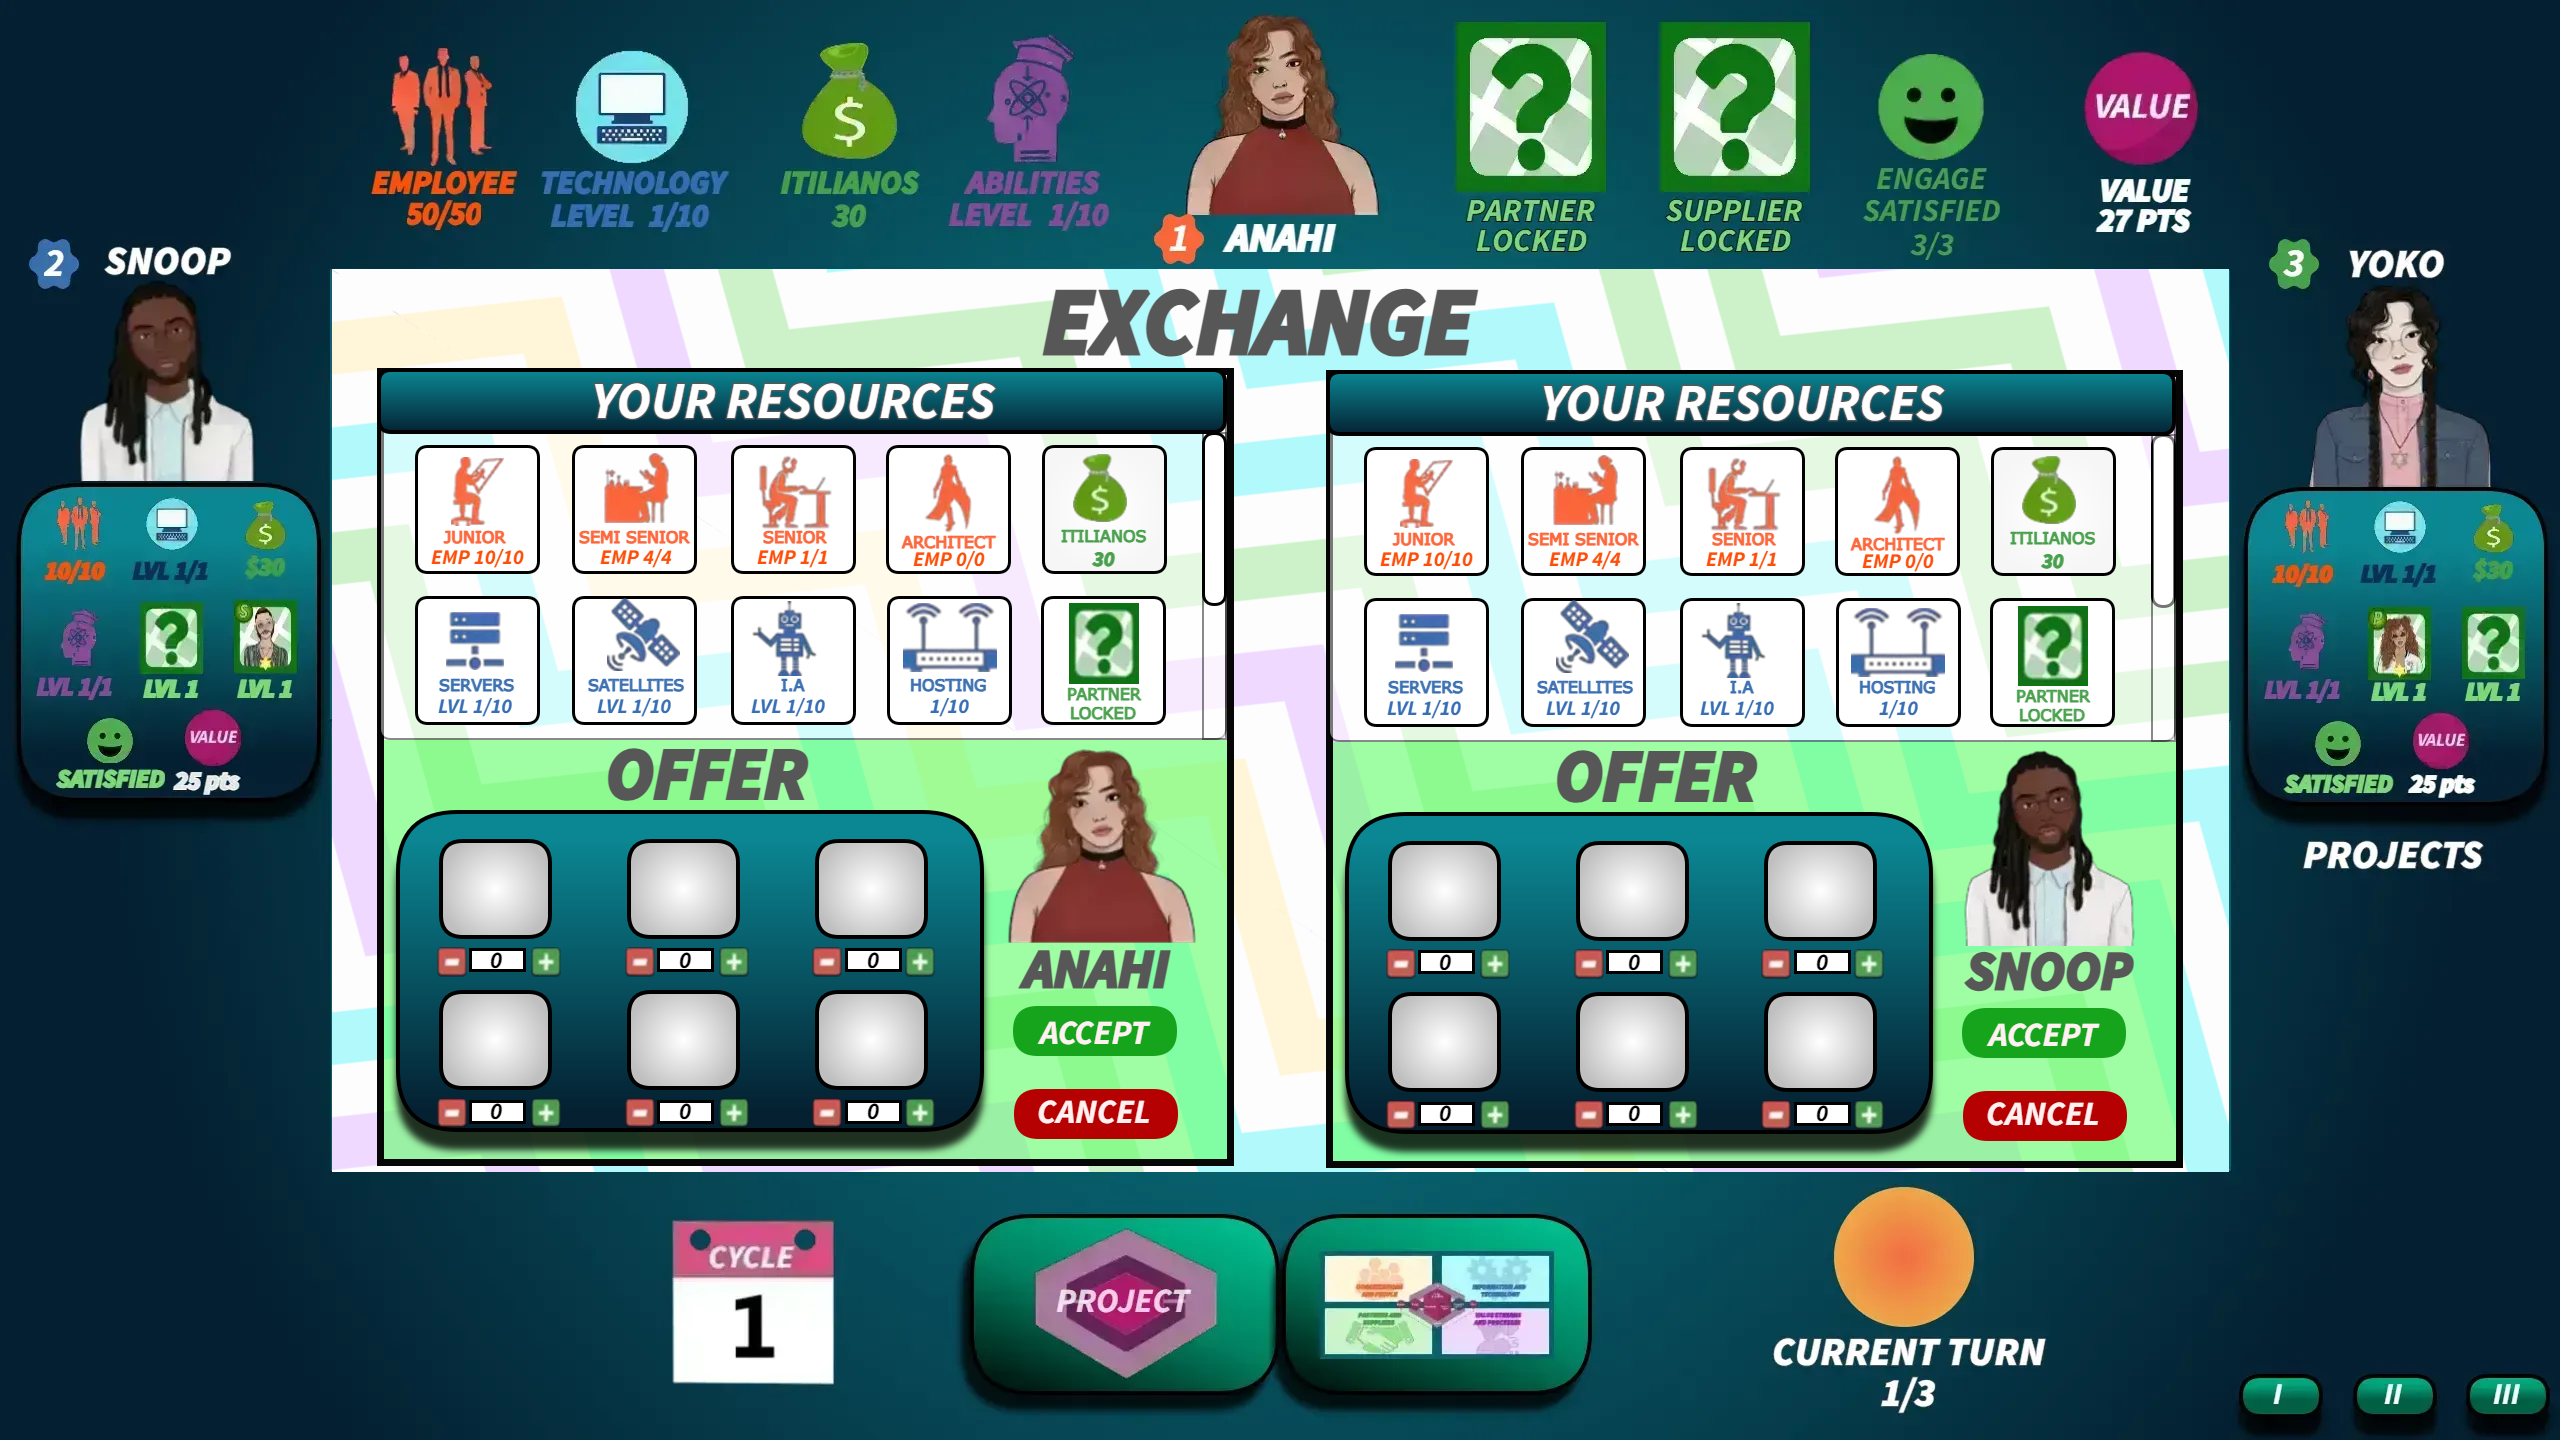 EMPLOYEE
50/50
TECHNOLOGY
LEVEL 1/10
$
ITILIANOS
30
ABILITIES
LEVEL 1/10
1 ANAHI
?
PARTNER
LOCKED
?
SUPPLIER
LOCKED
ENGAGE
SATISFIED
3/3
VALUE
VALUE
27 PTS
2 SNOOP
10/10
LVL 1/1
$
$30
LVL 1/1
?
LVL 1
$
LVL 1
SATISFIED
VALUE
25 pts
3 YOKO
10/10
LVL 1/1
$
$30
LVL 1/1
LVL 1
?
LVL 1
SATISFIED
VALUE
25 pts
PROJECTS
EXCHANGE
YOUR RESOURCES
JUNIOR
EMP 10/10
SEMI SENIOR
EMP 4/4
SENIOR
EMP 1/1
ARCHITECT
EMP 0/0
$
ITILIANOS
30
SERVERS
LVL 1/10
SATELLITES
LVL 1/10
I.A
LVL 1/10
HOSTING
1/10
?
PARTNER
LOCKED
OFFER
0 0 0
0 0 0
ANAHI
ACCEPT
CANCEL
YOUR RESOURCES
JUNIOR
EMP 10/10
SEMI SENIOR
EMP 4/4
SENIOR
EMP 1/1
ARCHITECT
EMP 0/0
$
ITILIANOS
30
SERVERS
LVL 1/10
SATELLITES
LVL 1/10
I.A
LVL 1/10
HOSTING
1/10
?
PARTNER
LOCKED
OFFER
0 0 0
0 0 0
SNOOP
ACCEPT
CANCEL
CYCLE
1
PROJECT
CURRENT TURN
1/3
I
II
III